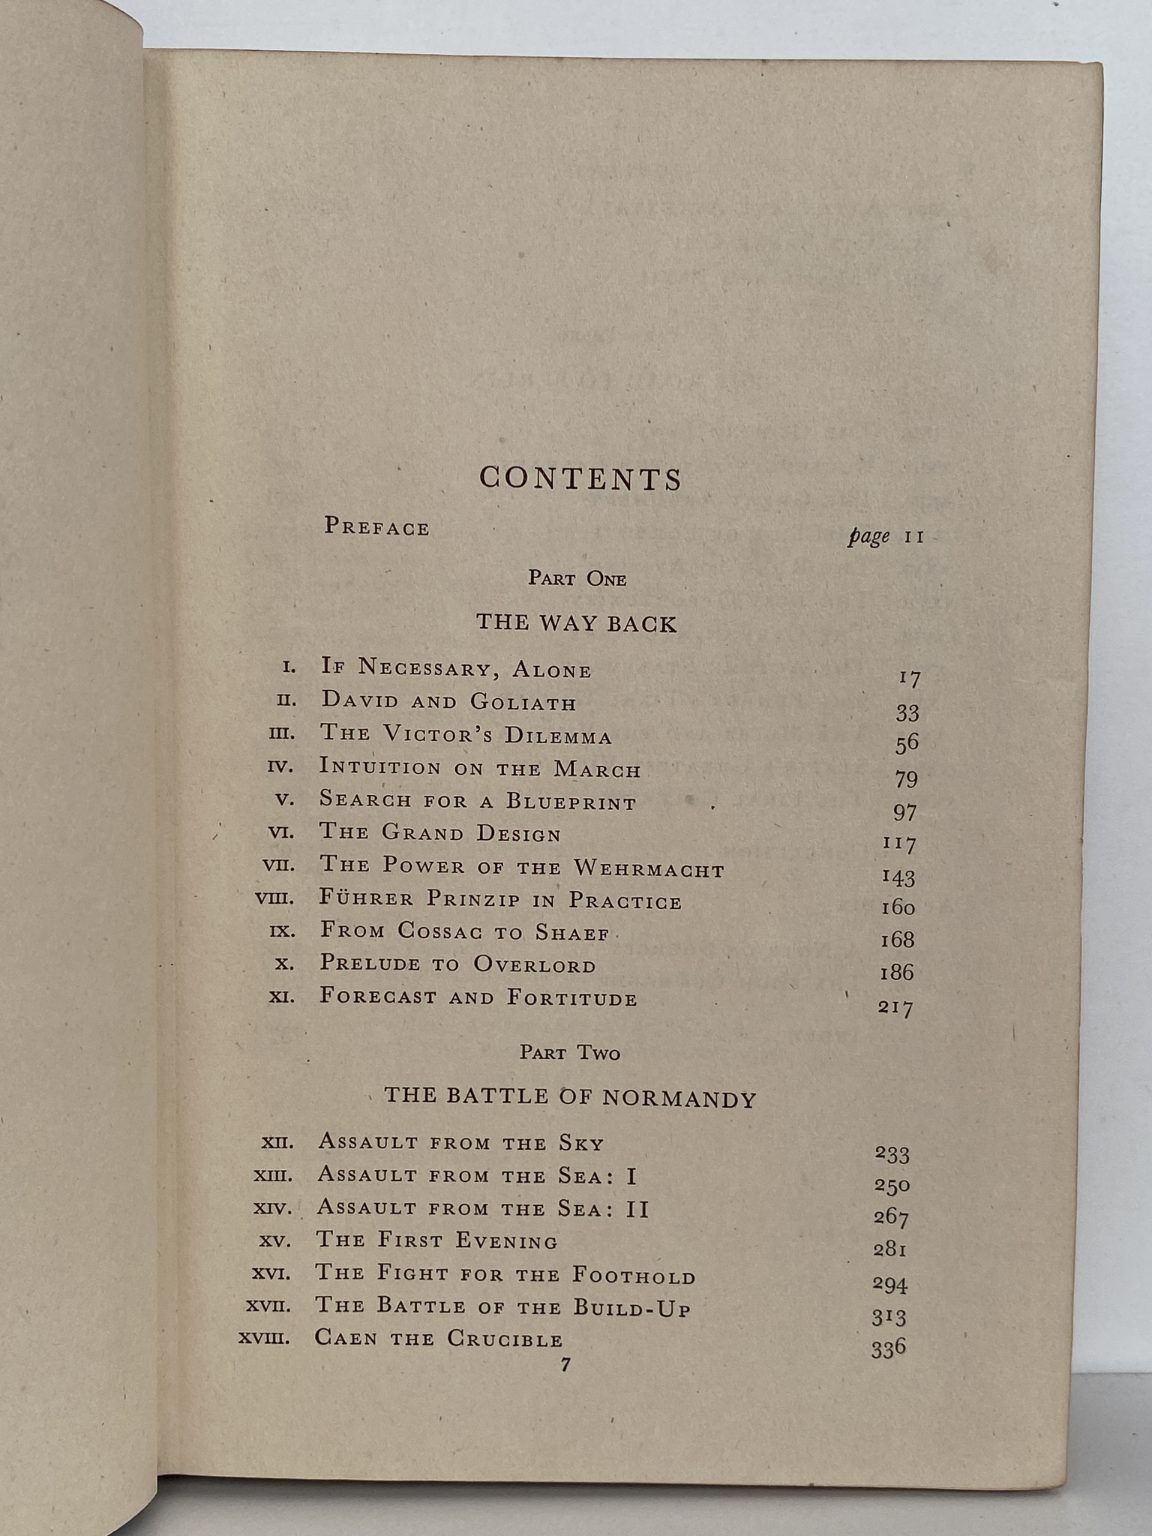 CONTENTS
PREFACE page 11
PART ONE
THE WAY BACK
I. IF NECESSARY, ALONE 17
II. DAVID AND GOLIATH 33
III. THE VICTOR'S DILEMMA 56
IV. INTUITION ON THE MARCH 79
V. SEARCH FOR A BLUEPRINT 97
VI. THE GRAND DESIGN 117
VII. THE POWER OF THE WEHRMACHT 143
VIII. FÜHRER PRINZIP IN PRACTICE 160
IX. FROM COSSAC TO SHAEF 168
X. PRELUDE TO OVERLORD 186
XI. FORECAST AND FORTITUDE 217
PART TWO
THE BATTLE OF NORMANDY
XII. ASSAULT FROM THE SKY 233
XIII. ASSAULT FROM THE SEA: I 250
XIV. ASSAULT FROM THE SEA: II 267
XV. THE FIRST EVENING 281
XVI. THE FIGHT FOR THE FOOTHOLD 294
XVII. THE BATTLE OF THE BUILD-UP 313
XVIII. CAEN THE CRUCIBLE 336
7